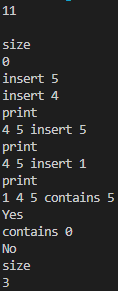 11
size
0
insert 5
insert 4
print
4 5 insert 5
print
4 5 insert 1
print
1 4 5 contains 5
Yes
contains 0
No
size
3